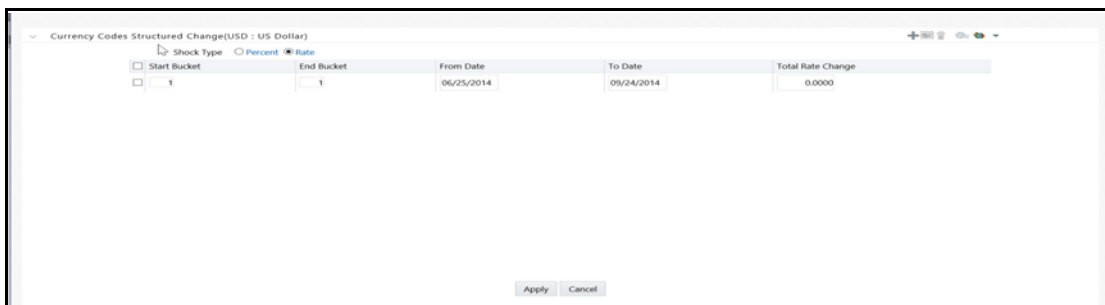 Currency Codes Structured Change(USD : US Dollar)
Shock Type Percent Rate
Start Bucket End Bucket From Date To Date Total Rate Change
1 1 06/25/2014 09/24/2014 0.0000
Apply Cancel